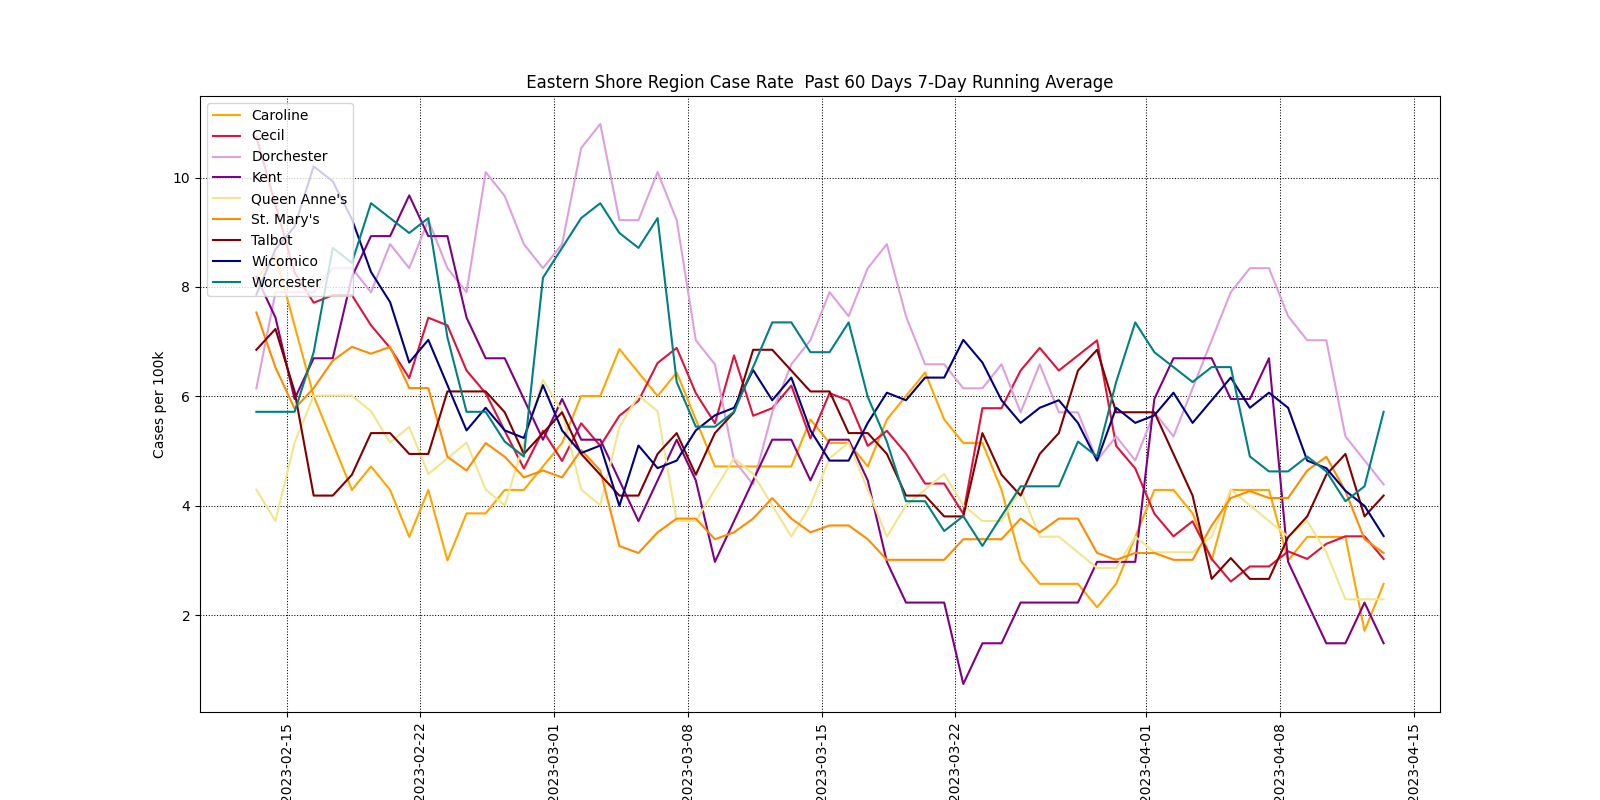 Eastern Shore Region Case Rate  Past 60 Days 7-Day Running Average
Caroline
Cecil
Dorchester
Kent
Queen Anne's
St. Mary's
Talbot
Wicomico
Worcester
Cases per 100k
10
8
6
4
2
2023-02-15
2023-02-22
2023-03-01
2023-03-08
2023-03-15
2023-03-22
2023-04-01
2023-04-08
2023-04-15